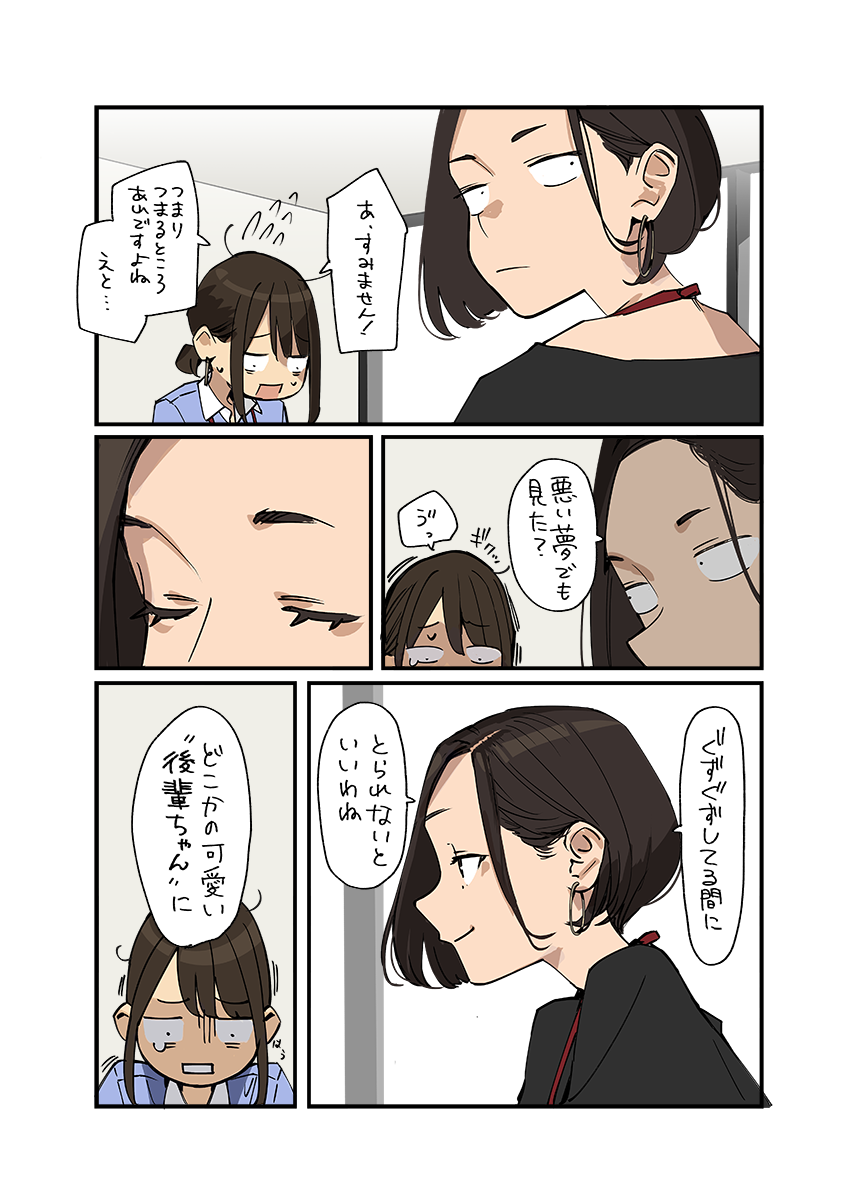 あ、すみません!
つまり
つまるところ
あれですよね
えと…
悪い夢でも
見た?
ギクッ
ゔっ
ぐずぐずしてる間に
とられないと
いいわね
どこかの可愛い
“後輩ちゃん”に